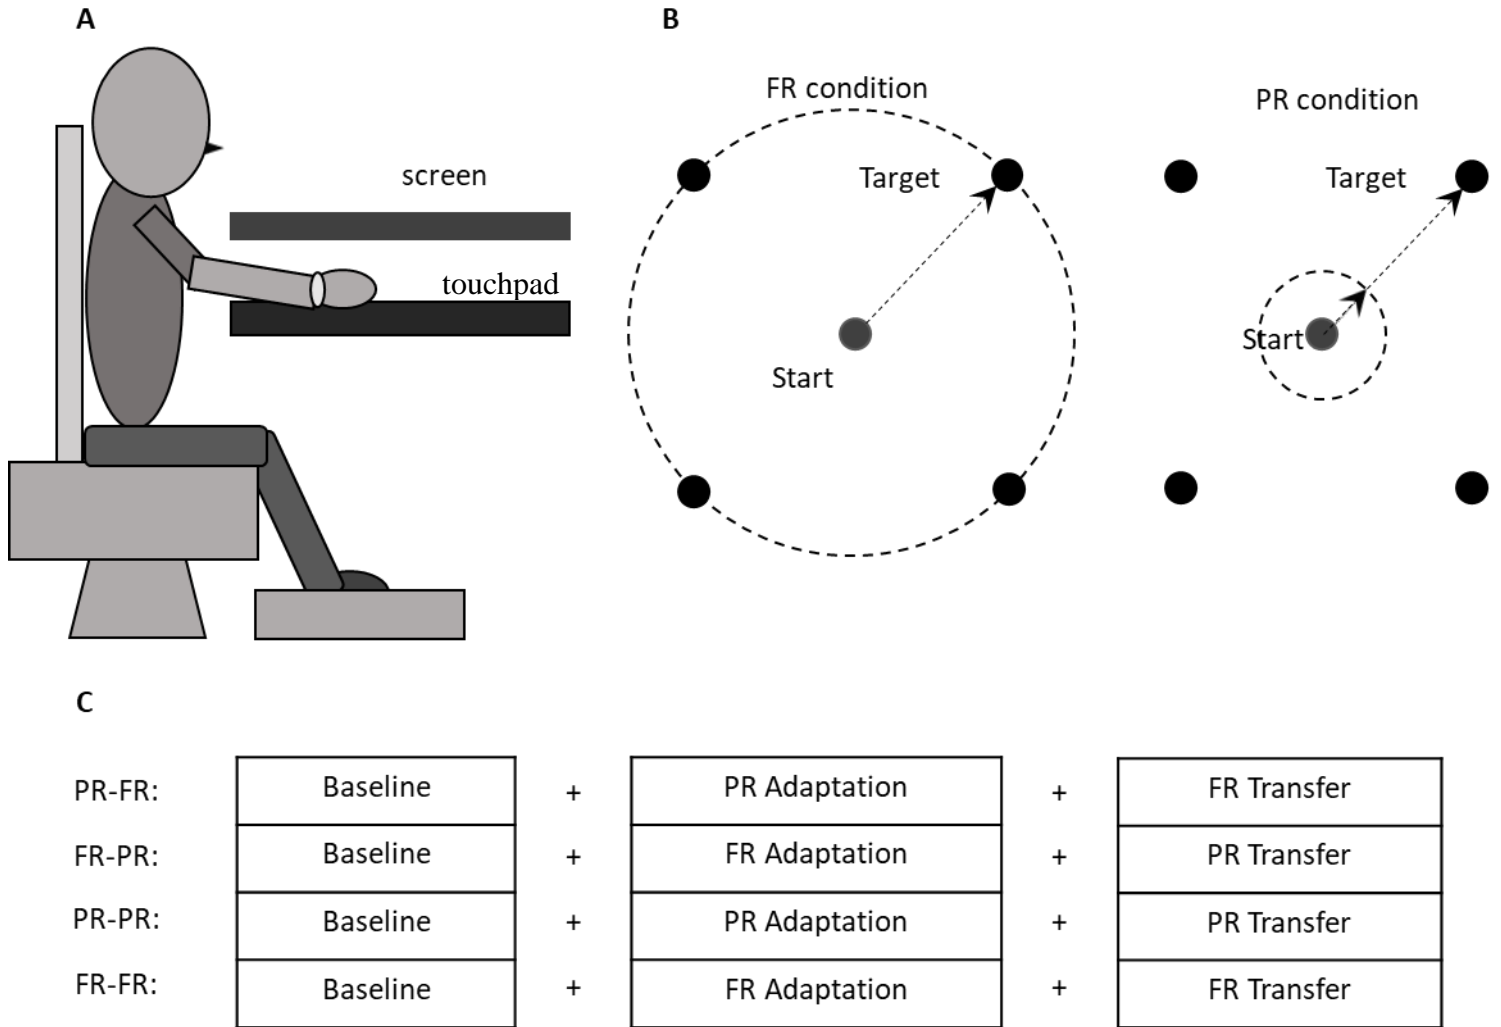 A
B
FR condition
PR condition
screen
Target
Target
touchpad
Start
Start
C
PR-FR: Baseline + PR Adaptation + FR Transfer
FR-PR: Baseline + FR Adaptation + PR Transfer
PR-PR: Baseline + PR Adaptation + PR Transfer
FR-FR: Baseline + FR Adaptation + FR Transfer